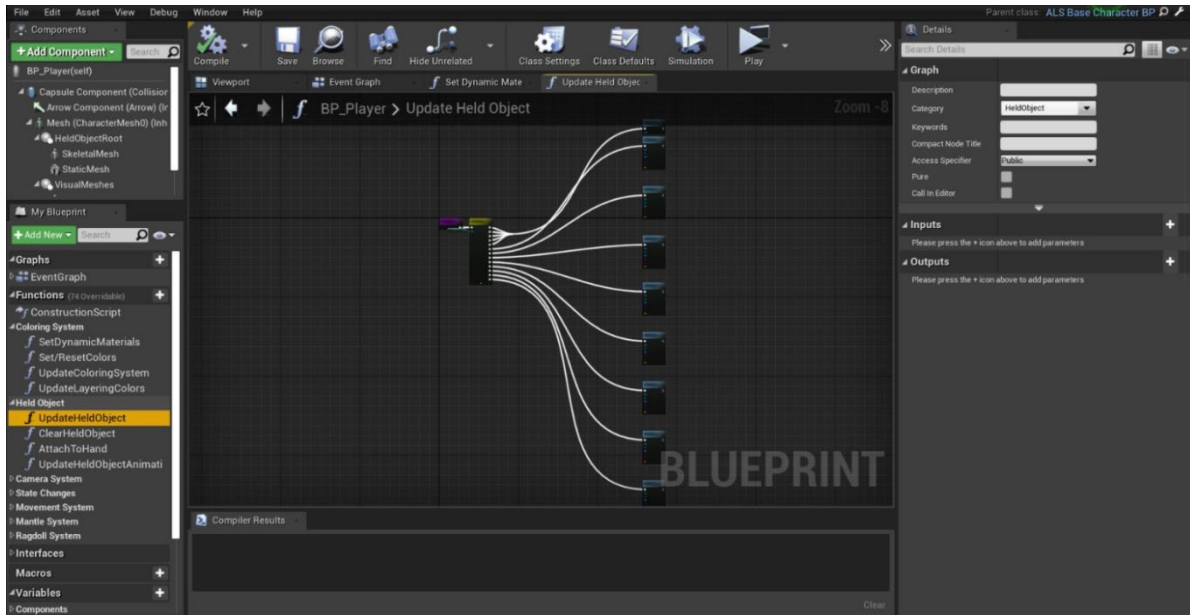 File Edit Asset View Debug Window Help
Parent class: ALS Base Character BP
Components
+Add Component
Search
BP_Player(self)
Capsule Component (Collision
Arrow Component (Arrow) (Ir
Mesh (CharacterMesh0) (Inh
HeldObjectRoot
SkeletalMesh
StaticMesh
VisualMeshes
My Blueprint
+Add New
Search
Graphs
EventGraph
Functions (74 Overridable)
ConstructionScript
Coloring System
SetDynamicMaterials
Set/ResetColors
UpdateColoringSystem
UpdateLayeringColors
Held Object
UpdateHeldObject
ClearHeldObject
AttachToHand
UpdateHeldObjectAnimati
Camera System
State Changes
Movement System
Mantle System
Ragdoll System
Interfaces
Macros
Variables
Components
Compile Save Browse Find Hide Unrelated Class Settings Class Defaults Simulation Play
Viewport Event Graph Set Dynamic Mate Update Held Objec
BP_Player > Update Held Object
Zoom -8
BLUEPRINT
Compiler Results
Clear
Details
Search Details
Graph
Description
Category HeldObject
Keywords
Compact Node Title
Access Specifier Public
Pure
Call In Editor
Inputs
Please press the + icon above to add parameters
Outputs
Please press the + icon above to add parameters